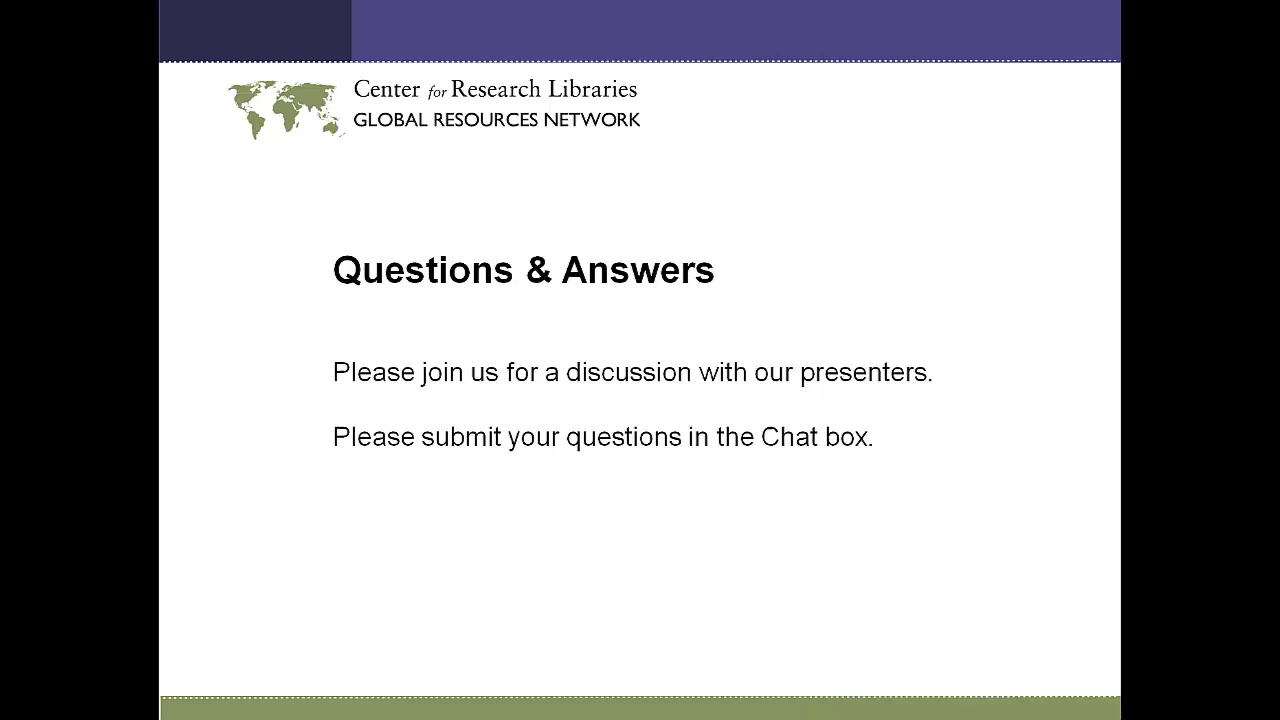 Center for Research Libraries
GLOBAL RESOURCES NETWORK
Questions & Answers
Please join us for a discussion with our presenters.
Please submit your questions in the Chat box.